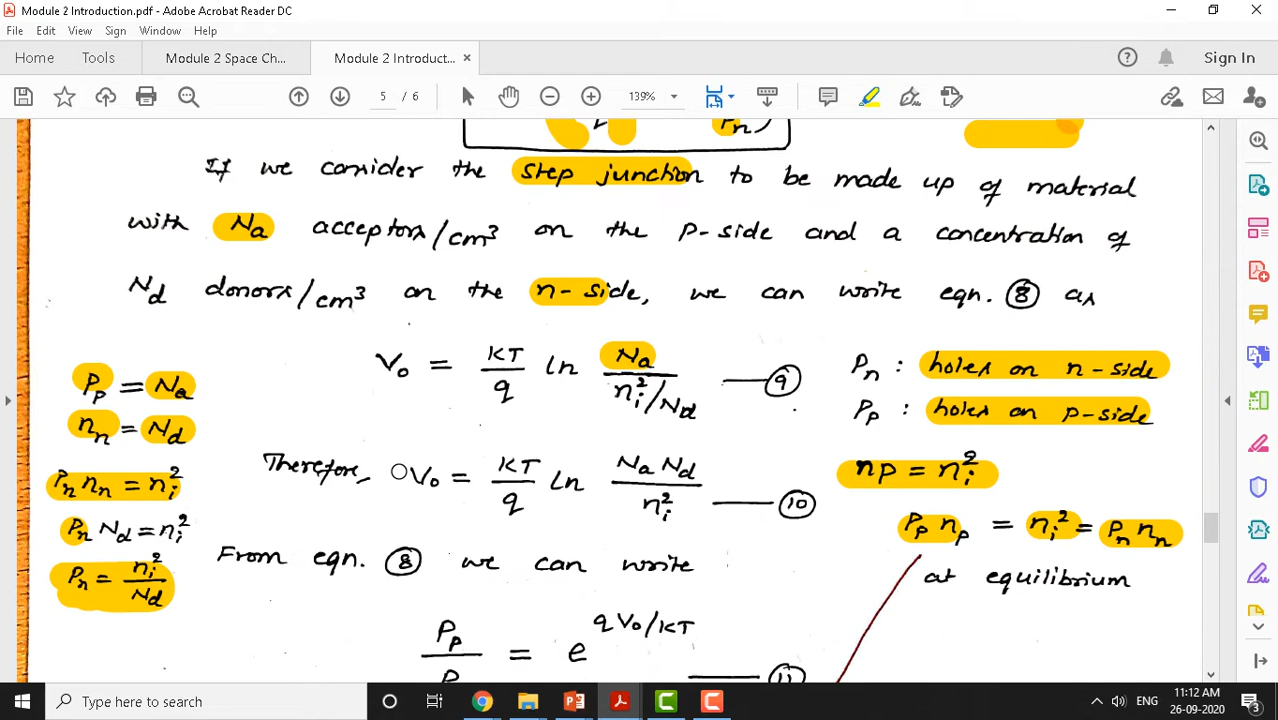 Module 2 Introduction.pdf - Adobe Acrobat Reader DC
File Edit View Sign Window Help
Home Tools Module 2 Space Ch... Module 2 Introduct... × Sign In
5 / 6 139%
Pn)
If we consider the step junction to be made up of material
with Na acceptors/cm³ on the p-side and a concentration of
Nd donors/cm³ on the n-side, we can write eqn. ⑧ as
V₀ = KT/q ln Na/(ni²/Nd) — ⑨
Pn : holes on n-side
Pp : holes on p-side
Pp = Na
nn = Nd
Pn nn = ni²
Pn Nd = ni²
Pn = ni²/Nd
Therefore, V₀ = KT/q ln Na Nd/ni² — ⑩
np = ni²
Pp np = ni² = Pn nn
at equilibrium
From eqn. ⑧ we can write
Pp/P = e^(qV₀/KT) — ⑪
Type here to search
ENG
11:12 AM
26-09-2020
3